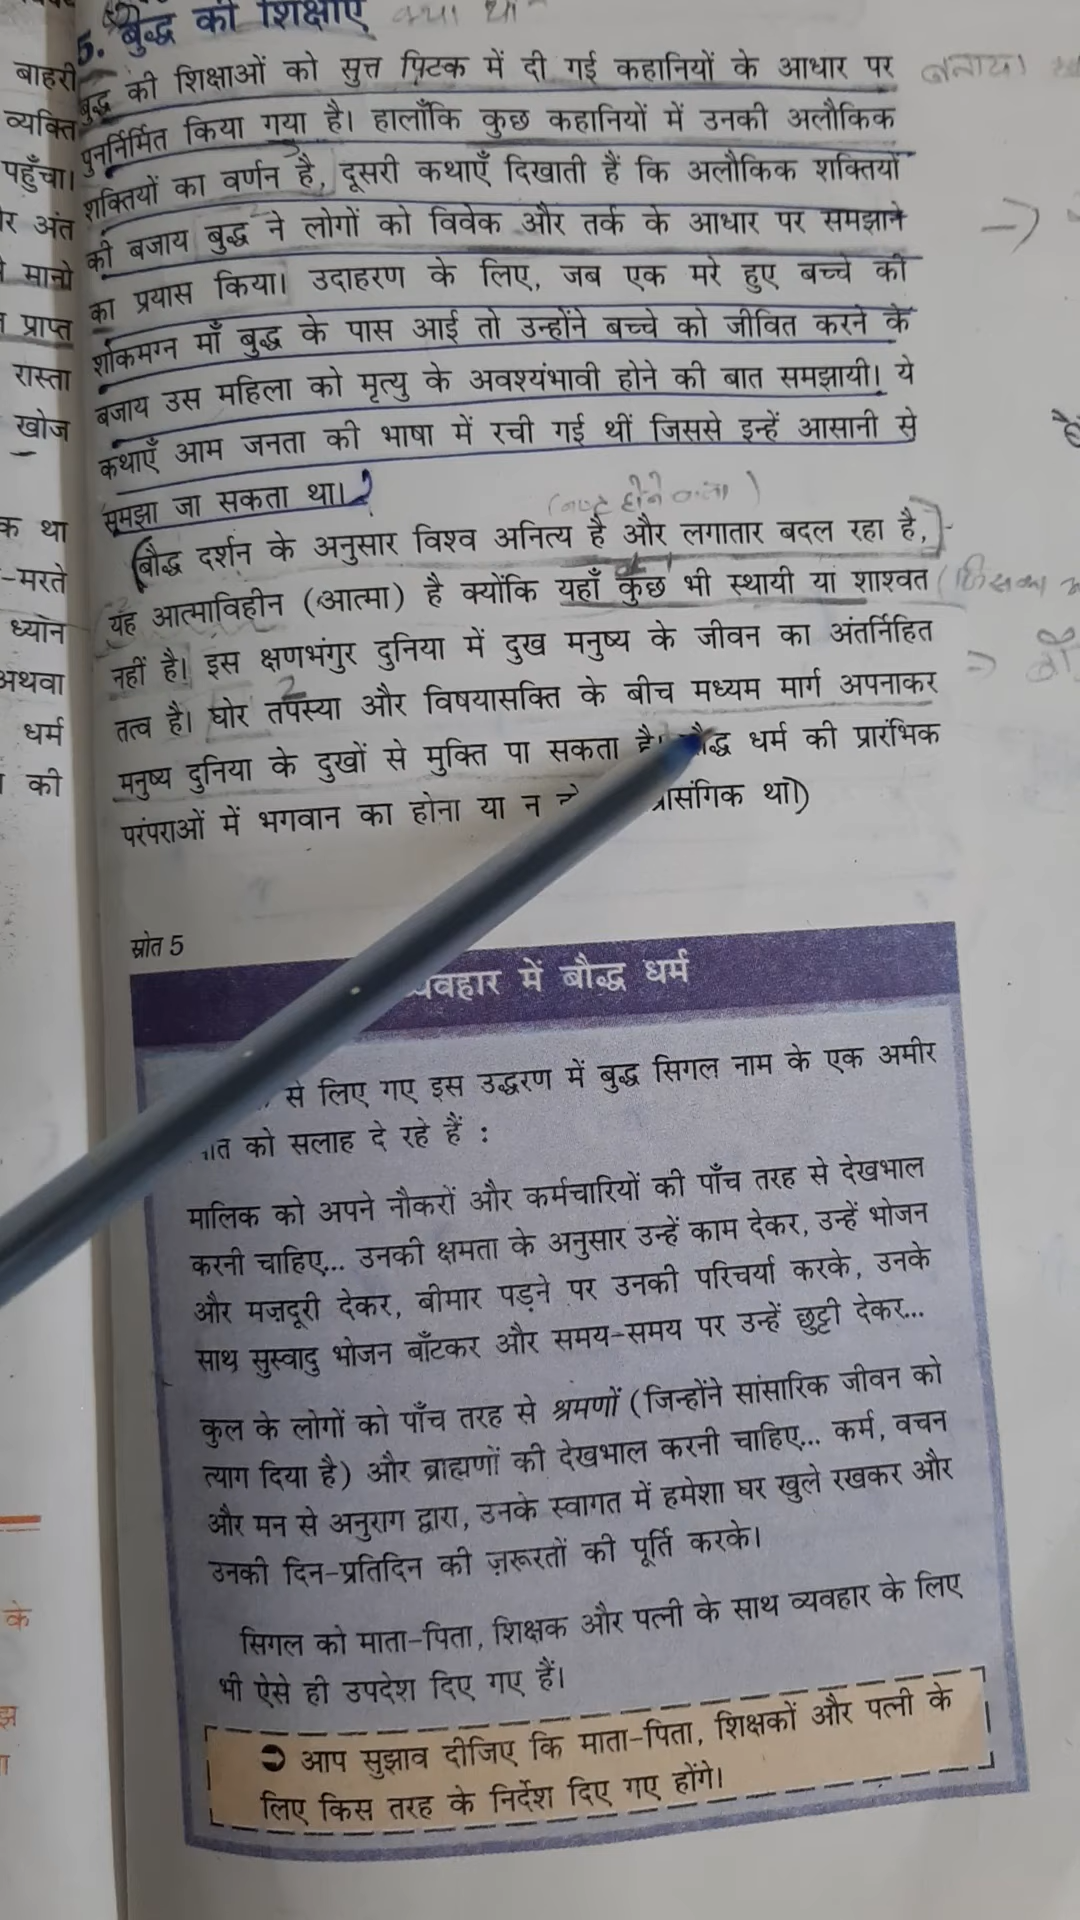 5. बुद्ध की शिक्षाएँ
क्या था
बुद्ध की शिक्षाओं को सुत्त पिटक में दी गई कहानियों के आधार पर
पुनर्निर्मित किया गया है। हालाँकि कुछ कहानियों में उनकी अलौकिक
शक्तियों का वर्णन है, दूसरी कथाएँ दिखाती हैं कि अलौकिक शक्तियों
की बजाय बुद्ध ने लोगों को विवेक और तर्क के आधार पर समझाने
का प्रयास किया। उदाहरण के लिए, जब एक मरे हुए बच्चे की
शोकमग्न माँ बुद्ध के पास आई तो उन्होंने बच्चे को जीवित करने के
बजाय उस महिला को मृत्यु के अवश्यंभावी होने की बात समझायी। ये
कथाएँ आम जनता की भाषा में रची गई थीं जिससे इन्हें आसानी से
समझा जा सकता था।
बौद्ध दर्शन के अनुसार विश्व अनित्य है और लगातार बदल रहा है,
यह आत्माविहीन (आत्मा) है क्योंकि यहाँ कुछ भी स्थायी या शाश्वत
नहीं है। इस क्षणभंगुर दुनिया में दुख मनुष्य के जीवन का अंतर्निहित
तत्व है। घोर तपस्या और विषयासक्ति के बीच मध्यम मार्ग अपनाकर
मनुष्य दुनिया के दुखों से मुक्ति पा सकता है। बौद्ध धर्म की प्रारंभिक
परंपराओं में भगवान का होना या न
बाहरी
व्यक्ति
पहुँचा।
अंत
मानो
प्राप्त
रास्ता
खोज
क था
-मरते
ध्यान
अथवा
धर्म
की
स्रोत 5
में बौद्ध धर्म
से लिए गए इस उद्धरण में बुद्ध सिगल नाम के एक अमीर
को सलाह दे रहे हैं :
मालिक को अपने नौकरों और कर्मचारियों की पाँच तरह से देखभाल
करनी चाहिए... उनकी क्षमता के अनुसार उन्हें काम देकर, उन्हें भोजन
और मज़दूरी देकर, बीमार पड़ने पर उनकी परिचर्या करके, उनके
साथ सुस्वादु भोजन बाँटकर और समय-समय पर उन्हें छुट्टी देकर...
कुल के लोगों को पाँच तरह से श्रमणों (जिन्होंने सांसारिक जीवन को
त्याग दिया है) और ब्राह्मणों की देखभाल करनी चाहिए... कर्म, वचन
और मन से अनुराग द्वारा, उनके स्वागत में हमेशा घर खुले रखकर और
उनकी दिन-प्रतिदिन की ज़रूरतों की पूर्ति करके।
सिगल को माता-पिता, शिक्षक और पत्नी के साथ व्यवहार के लिए
भी ऐसे ही उपदेश दिए गए हैं।
आप सुझाव दीजिए कि माता-पिता, शिक्षकों और पत्नी के
लिए किस तरह के निर्देश दिए गए होंगे।
के